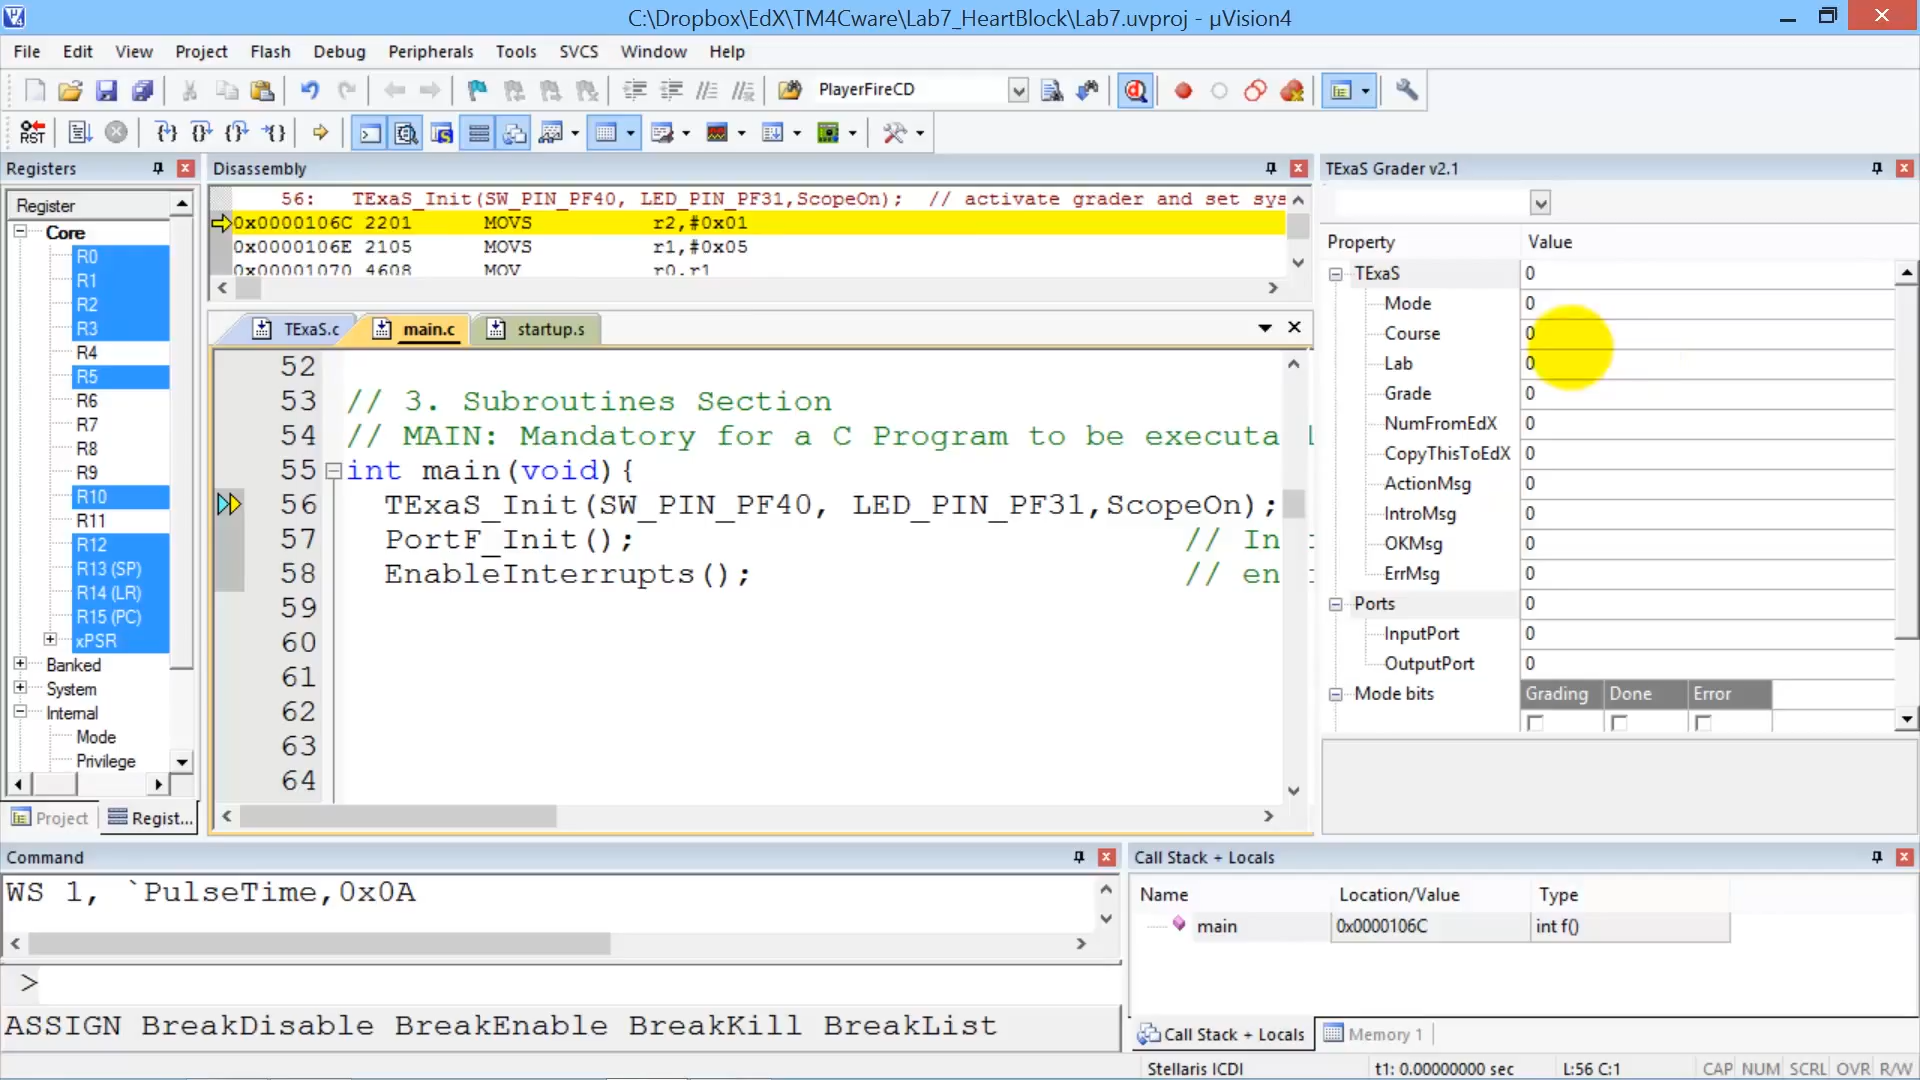 C:\Dropbox\EdX\TM4Cware\Lab7_HeartBlock\Lab7.uvproj - µVision4
File Edit View Project Flash Debug Peripherals Tools SVCS Window Help
PlayerFireCD
RST
Registers
Register
Core
R0
R1
R2
R3
R4
R5
R6
R7
R8
R9
R10
R11
R12
R13 (SP)
R14 (LR)
R15 (PC)
xPSR
Banked
System
Internal
Mode
Privilege
Project Regist...
Disassembly
56: TExaS_Init(SW_PIN_PF40, LED_PIN_PF31,ScopeOn); // activate grader and set sys
0x0000106C 2201 MOVS r2,#0x01
0x0000106E 2105 MOVS r1,#0x05
0x00001070 4608 MOV r0,r1
TExaS.c main.c startup.s
52
53 // 3. Subroutines Section
54 // MAIN: Mandatory for a C Program to be executa
55 int main(void){
56 TExaS_Init(SW_PIN_PF40, LED_PIN_PF31,ScopeOn);
57 PortF_Init(); // In
58 EnableInterrupts(); // en
59
60
61
62
63
64
TExaS Grader v2.1
Property Value
TExaS 0
Mode 0
Course 0
Lab 0
Grade 0
NumFromEdX 0
CopyThisToEdX 0
ActionMsg 0
IntroMsg 0
OKMsg 0
ErrMsg 0
Ports 0
InputPort 0
OutputPort 0
Mode bits Grading Done Error
Command
WS 1, `PulseTime,0x0A
>
ASSIGN BreakDisable BreakEnable BreakKill BreakList
Call Stack + Locals
Name Location/Value Type
main 0x0000106C int f()
Call Stack + Locals Memory 1
Stellaris ICDI t1: 0.00000000 sec L:56 C:1 CAP NUM SCRL OVR R/W